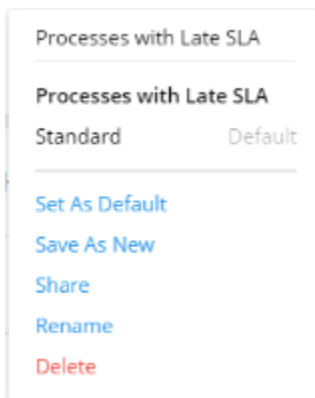 Processes with Late SLA
Processes with Late SLA
Standard Default
Set As Default
Save As New
Share
Rename
Delete